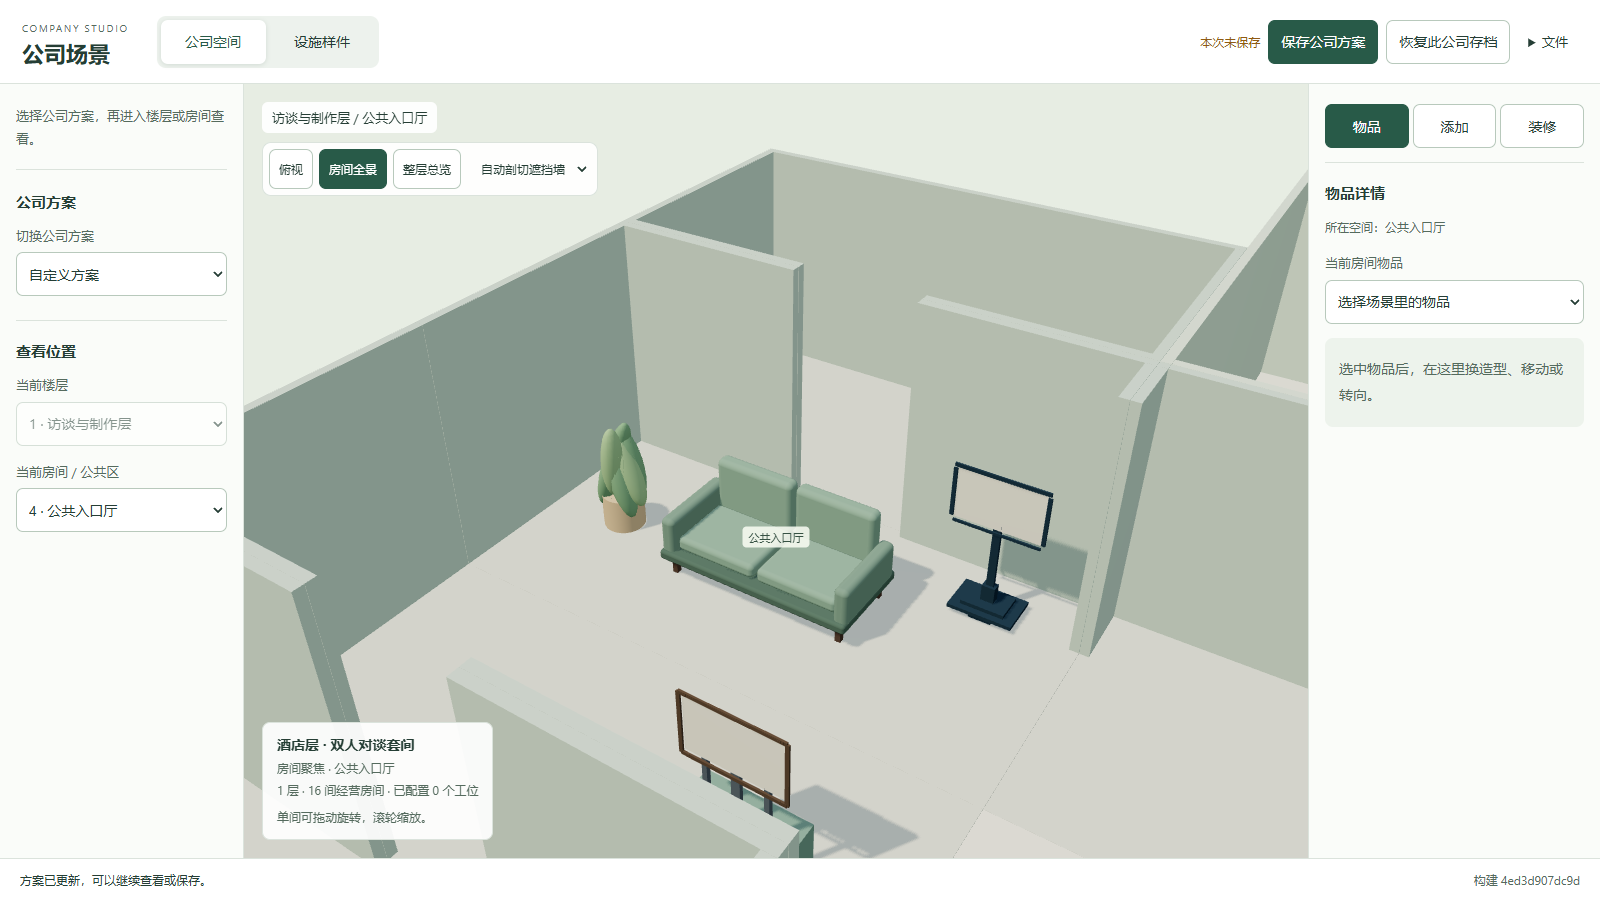 COMPANY STUDIO
公司场景
公司空间
设施样件
本次未保存
保存公司方案
恢复此公司存档
▶ 文件
选择公司方案，再进入楼层或房间查看。
公司方案
切换公司方案
自定义方案
查看位置
当前楼层
1 · 访谈与制作层
当前房间 / 公共区
4 · 公共入口厅
访谈与制作层 / 公共入口厅
俯视
房间全景
整层总览
自动剖切遮挡墙
公共入口厅
酒店层 · 双人对谈套间
房间聚焦 · 公共入口厅
1 层 · 16 间经营房间 · 已配置 0 个工位
单间可拖动旋转，滚轮缩放。
物品
添加
装修
物品详情
所在空间：公共入口厅
当前房间物品
选择场景里的物品
选中物品后，在这里换造型、移动或转向。
方案已更新，可以继续查看或保存。
构建 4ed3d907dc9d